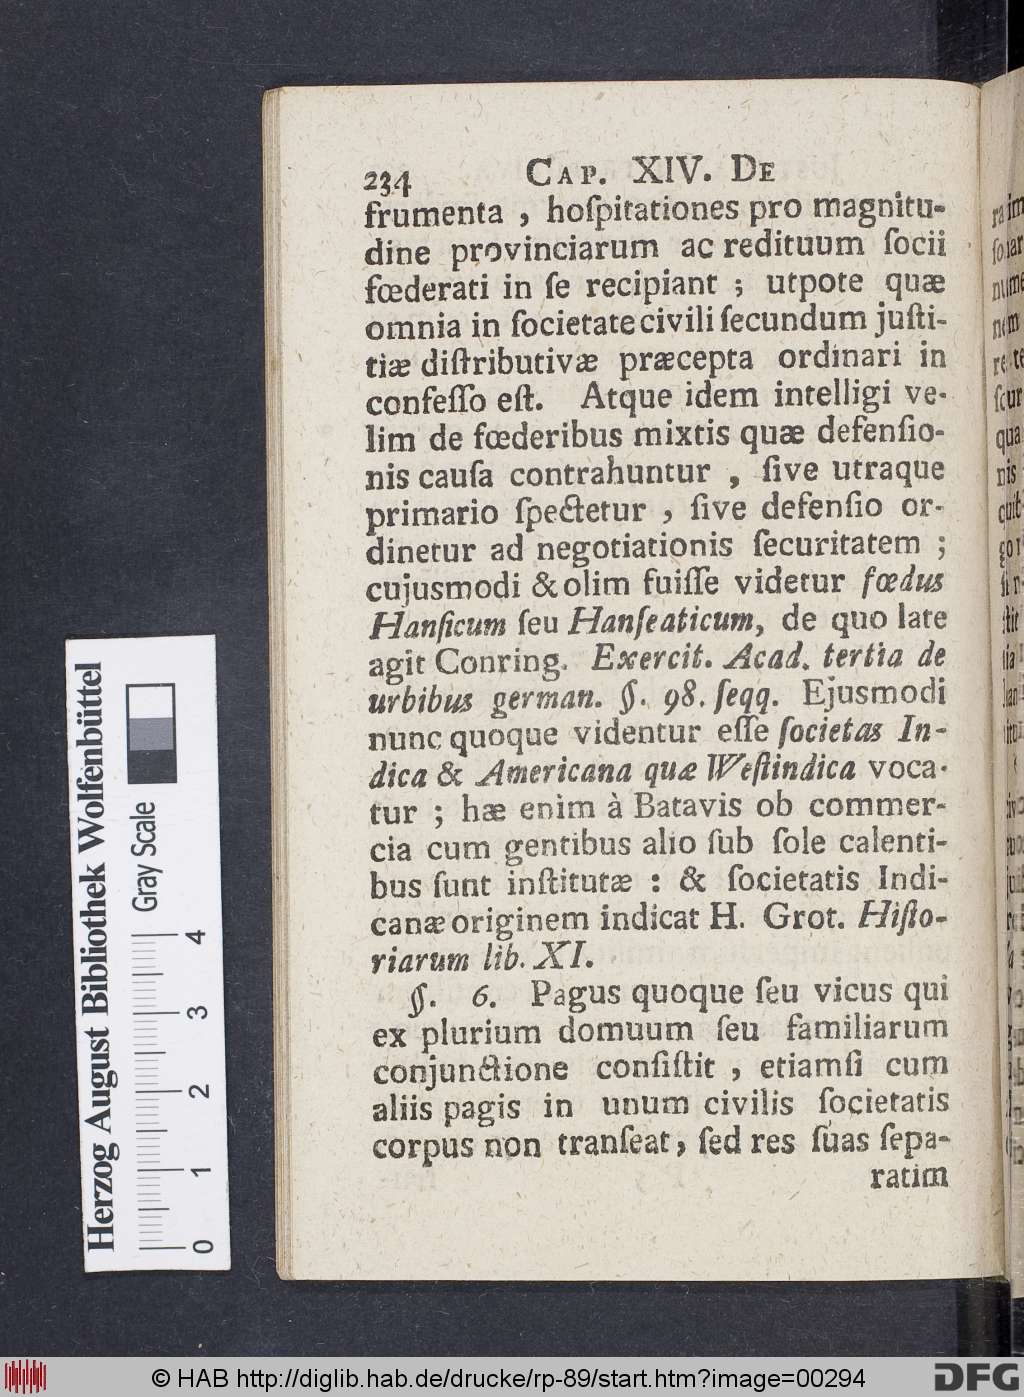 234 CAP. XIV. DE
frumenta , hoſpitationes pro magnitu-
dine provinciarum ac redituum ſocii
fœderati in ſe recipiant ; utpote quæ
omnia in ſocietate civili ſecundum juſti-
tiæ diſtributivæ præcepta ordinari in
confeſſo eſt. Atque idem intelligi ve-
lim de fœderibus mixtis quæ defenſio-
nis cauſa contrahuntur , ſive utraque
primario ſpectetur , ſive defenſio or-
dinetur ad negotiationis ſecuritatem ;
cujusmodi & olim fuiſſe videtur fœdus
Hanſicum ſeu Hanſeaticum, de quo late
agit Conring. Exercit. Acad. tertia de
urbibus german. §. 98. ſeqq. Ejusmodi
nunc quoque videntur eſſe ſocietas In-
dica & Americana quæ Weſtindica voca-
tur ; hæ enim à Batavis ob commer-
cia cum gentibus alio ſub ſole calenti-
bus ſunt inſtitutæ : & ſocietatis Indi-
canæ originem indicat H. Grot. Hiſto-
riarum lib. XI.
§. 6. Pagus quoque ſeu vicus qui
ex plurium domuum ſeu familiarum
conjunctione conſiſtit , etiamſi cum
aliis pagis in unum civilis ſocietatis
corpus non tranſeat, ſed res ſuas ſepa-
ratim
Herzog August Bibliothek Wolfenbüttel
Gray Scale
0 1 2 3 4
© HAB http://diglib.hab.de/drucke/rp-89/start.htm?image=00294
DFG